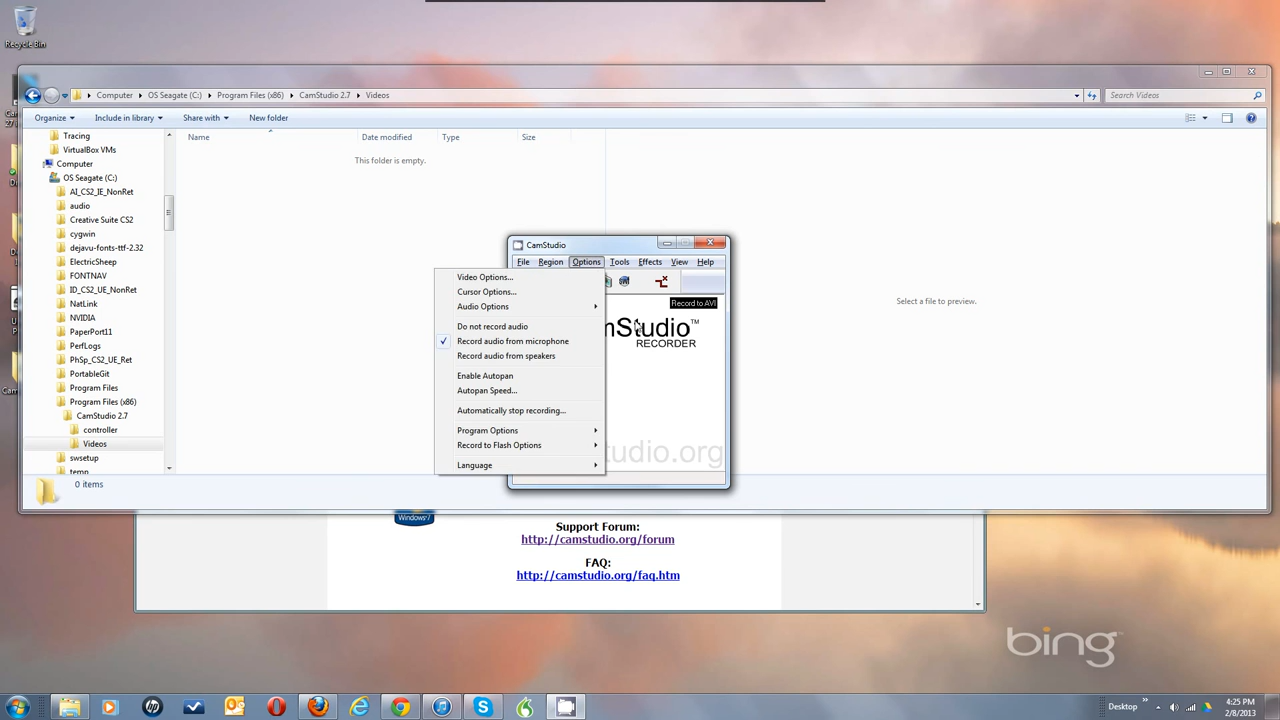 Recycle Bin
Computer
OS Seagate (C:)
Program Files (x86)
CamStudio 2.7
Videos
Search Videos
Organize
Include in library
Share with
New folder
Name
Date modified
Type
Size
This folder is empty.
Select a file to preview.
Tracing
VirtualBox VMs
Computer
OS Seagate (C:)
AI_CS2_IE_NonRet
audio
Creative Suite CS2
cygwin
dejavu-fonts-ttf-2.32
ElectricSheep
FONTNAV
ID_CS2_UE_NonRet
NatLink
NVIDIA
PaperPort11
PerfLogs
PhSp_CS2_UE_Ret
PortableGit
Program Files
Program Files (x86)
CamStudio 2.7
controller
Videos
swsetup
temp
0 items
CamStudio
File
Region
Options
Tools
Effects
View
Help
Record to AVI
mStudio™
RECORDER
udio.org
Video Options...
Cursor Options...
Audio Options
Do not record audio
Record audio from microphone
Record audio from speakers
Enable Autopan
Autopan Speed...
Automatically stop recording...
Program Options
Record to Flash Options
Language
Windows 7
Support Forum:
http://camstudio.org/forum
FAQ:
http://camstudio.org/faq.htm
bing™
Desktop
4:25 PM
2/8/2013